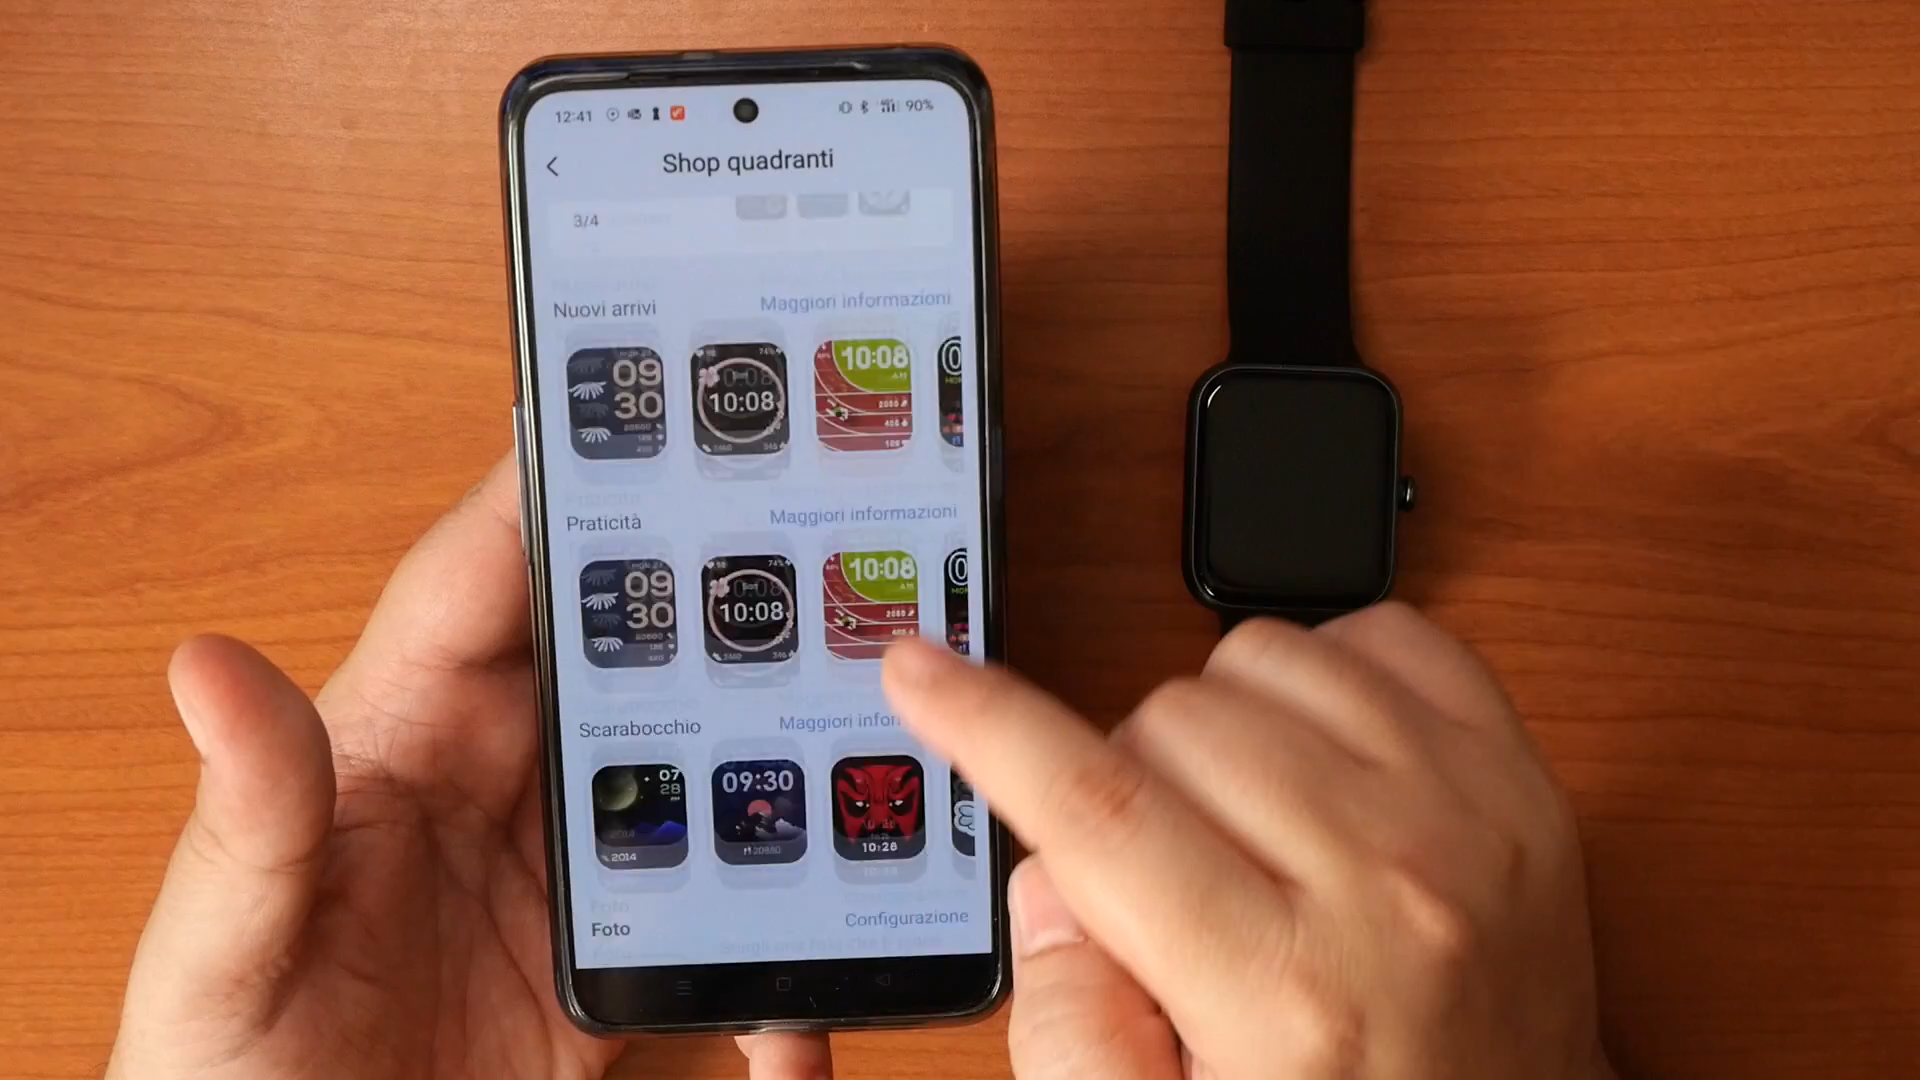 12:41 90%
Shop quadranti
3/4
Nuovi arrivi Maggiori informazioni
09
30
10:08
10:08
AM
Praticità Maggiori informazioni
09
30
10:08
10:08
AM
Scarabocchio Maggiori infor
07
28
2014
09:30
10:28
Foto Configurazione